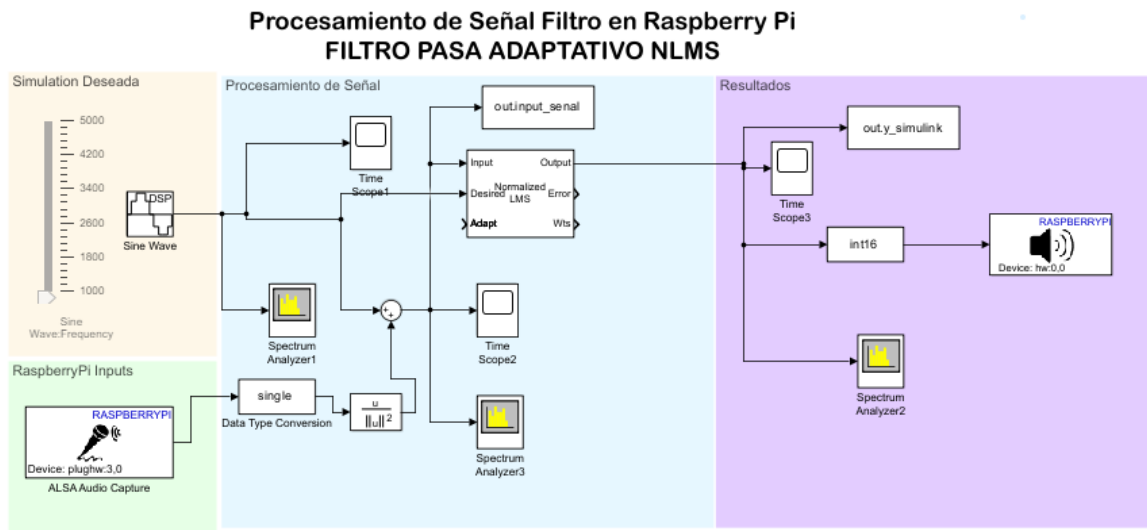 Procesamiento de Señal Filtro en Raspberry Pi
FILTRO PASA ADAPTATIVO NLMS
Simulation Deseada
5000
4200
3400
2600
1800
1000
Sine
Wave:Frequency
DSP
Sine Wave
RaspberryPi Inputs
RASPBERRYPI
Device: plughw:3,0
ALSA Audio Capture
Procesamiento de Señal
Time
Scope1
out.input_senal
Input
Output
Desired
Normalized
LMS
Error
Adapt
Wts
Spectrum
Analyzer1
+
+
Time
Scope2
single
Data Type Conversion
u
||u||²
Spectrum
Analyzer3
Resultados
out.y_simulink
Time
Scope3
int16
RASPBERRYPI
Device: hw:0,0
Spectrum
Analyzer2